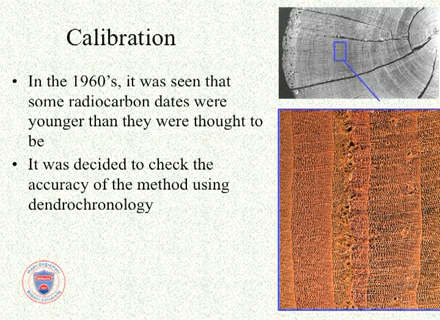 Calibration
• In the 1960's, it was seen that
some radiocarbon dates were
younger than they were thought to
be
• It was decided to check the
accuracy of the method using
dendrochronology